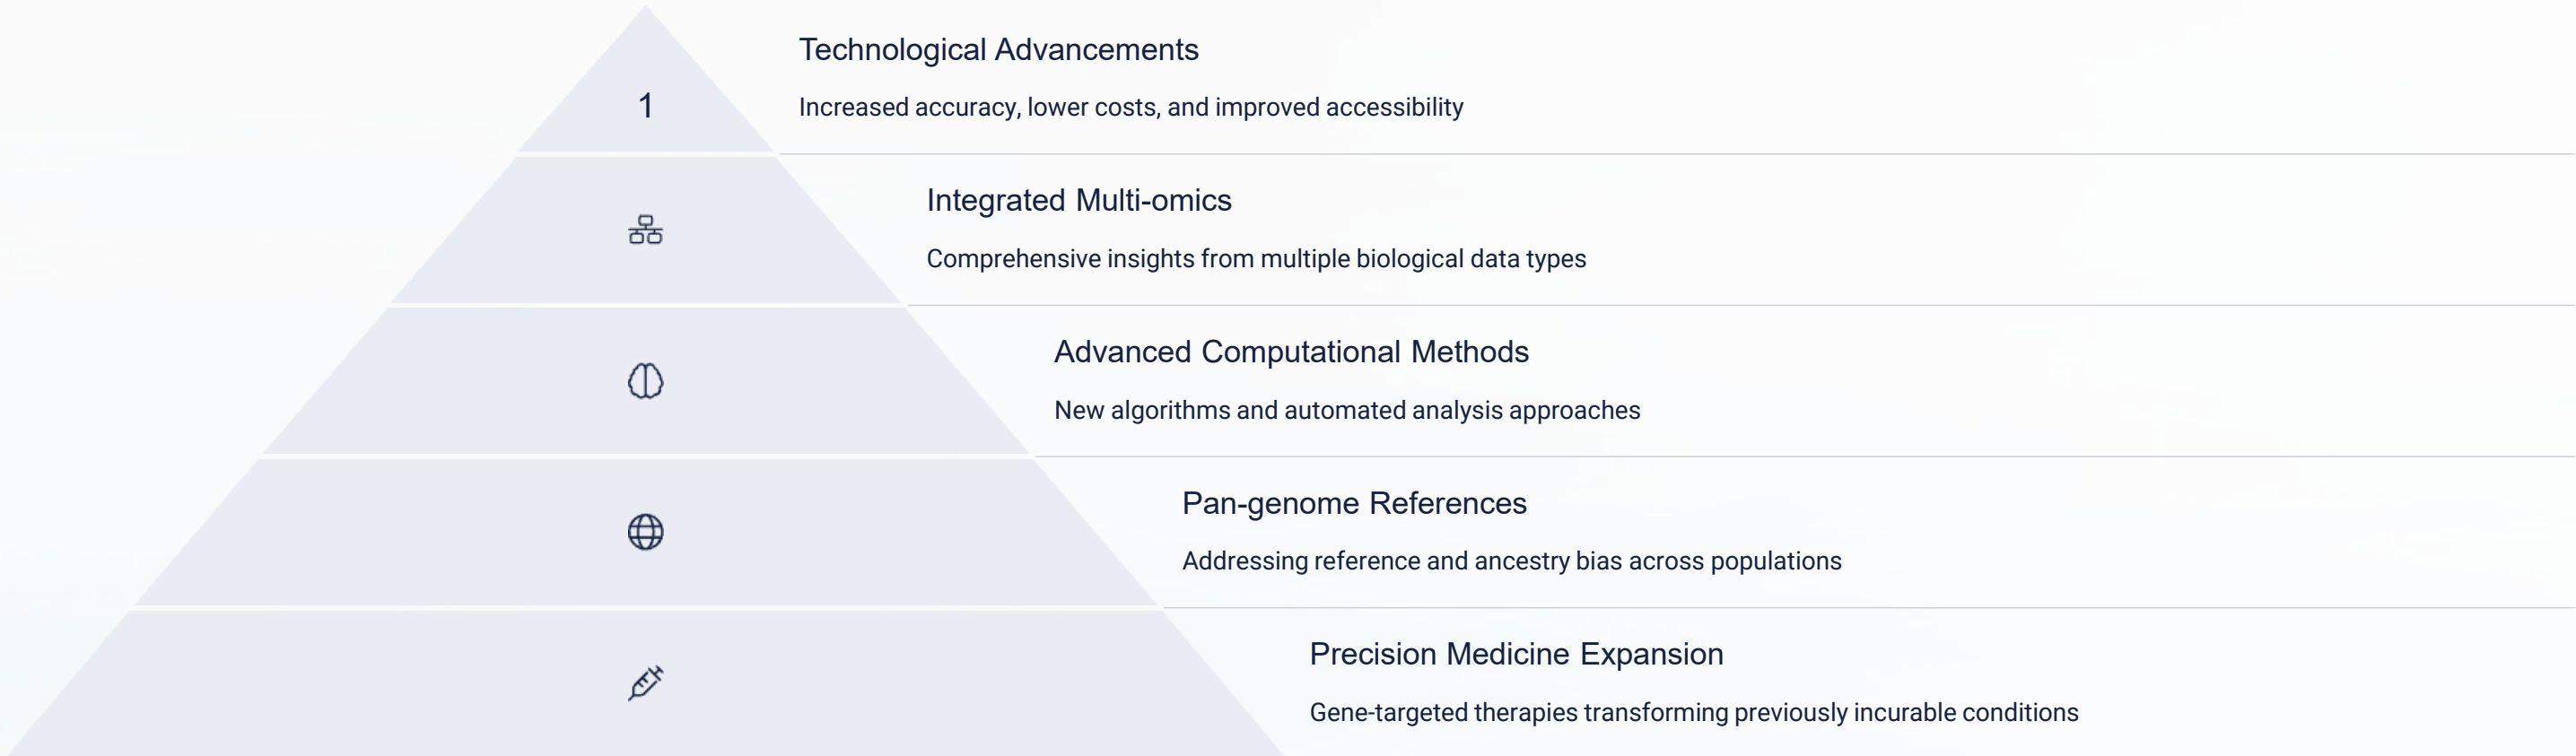 Technological Advancements
1
Increased accuracy, lower costs, and improved accessibility
Integrated Multi-omics
Comprehensive insights from multiple biological data types
Advanced Computational Methods
New algorithms and automated analysis approaches
Pan-genome References
Addressing reference and ancestry bias across populations
Precision Medicine Expansion
Gene-targeted therapies transforming previously incurable conditions